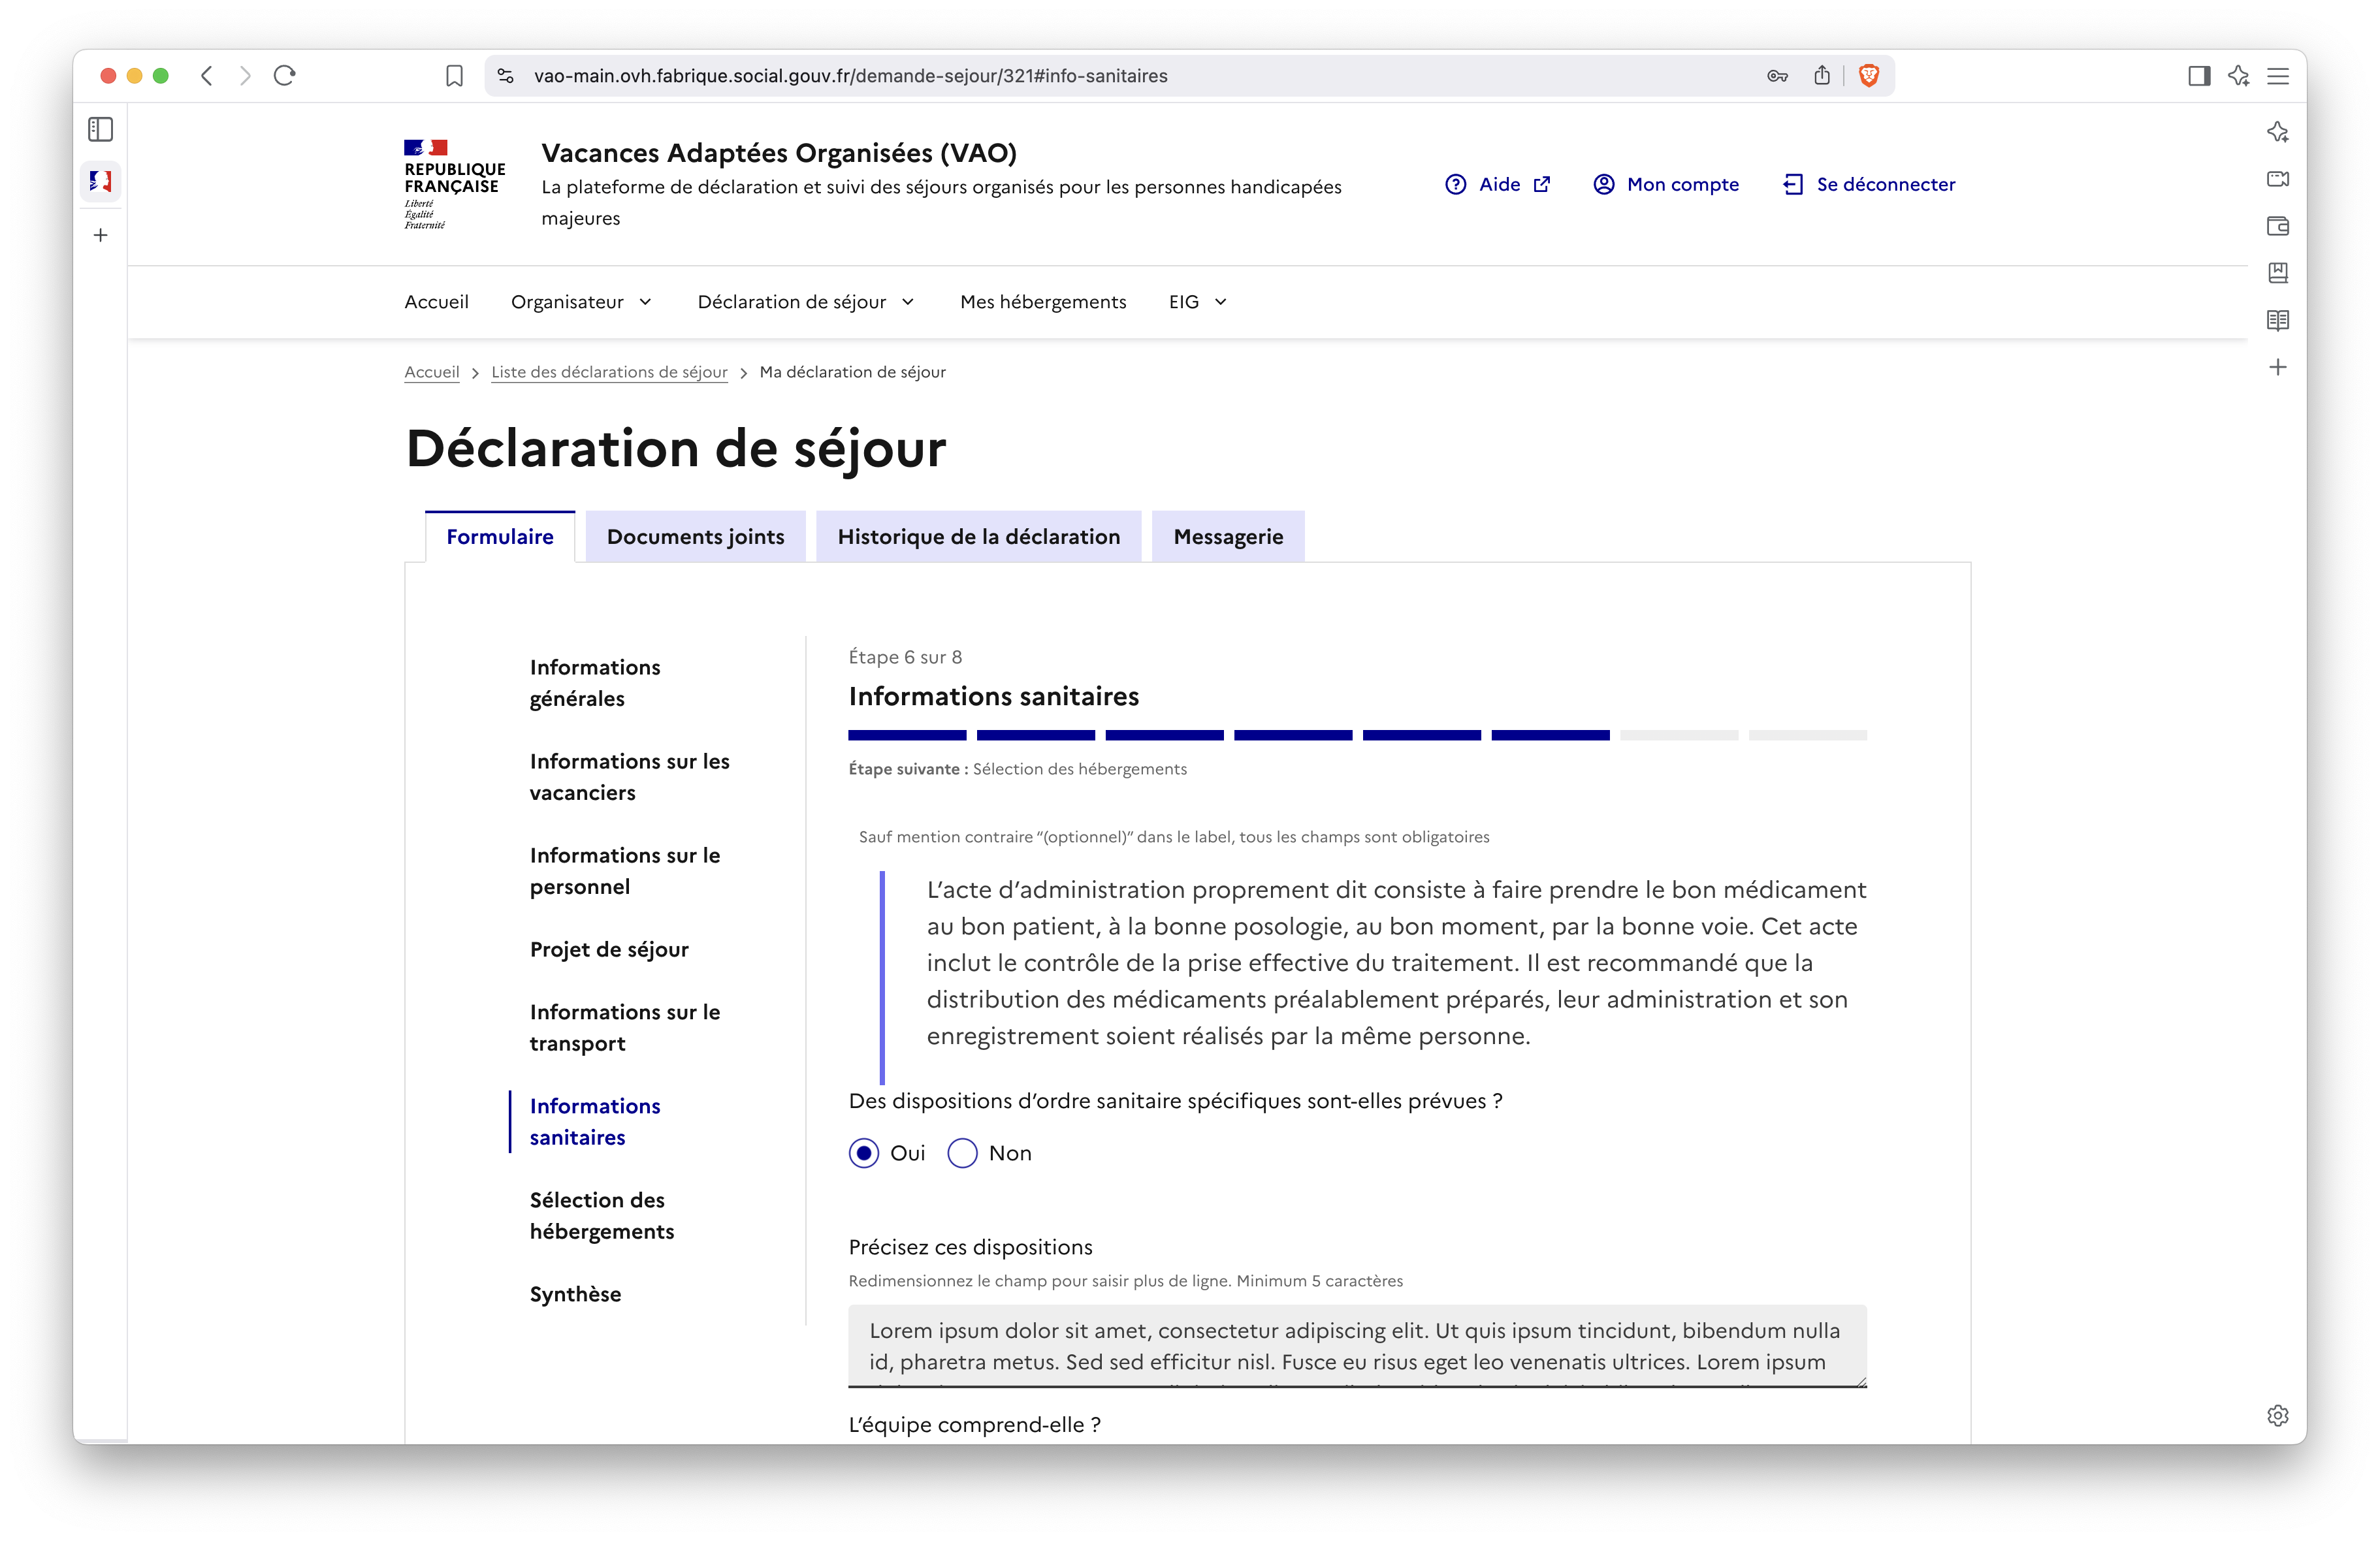 vao-main.ovh.fabrique.social.gouv.fr/demande-sejour/321#info-sanitaires
REPUBLIQUE
FRANÇAISE
Liberté
Égalité
Fraternité
Vacances Adaptées Organisées (VAO)
La plateforme de déclaration et suivi des séjours organisés pour les personnes handicapées
majeures
Aide
Mon compte
Se déconnecter
Accueil
Organisateur
Déclaration de séjour
Mes hébergements
EIG
Accueil > Liste des déclarations de séjour > Ma déclaration de séjour
Déclaration de séjour
Formulaire
Documents joints
Historique de la déclaration
Messagerie
Informations
générales
Informations sur les
vacanciers
Informations sur le
personnel
Projet de séjour
Informations sur le
transport
Informations
sanitaires
Sélection des
hébergements
Synthèse
Étape 6 sur 8
Informations sanitaires
Étape suivante : Sélection des hébergements
Sauf mention contraire “(optionnel)” dans le label, tous les champs sont obligatoires
L’acte d’administration proprement dit consiste à faire prendre le bon médicament
au bon patient, à la bonne posologie, au bon moment, par la bonne voie. Cet acte
inclut le contrôle de la prise effective du traitement. Il est recommandé que la
distribution des médicaments préalablement préparés, leur administration et son
enregistrement soient réalisés par la même personne.
Des dispositions d’ordre sanitaire spécifiques sont-elles prévues ?
Oui
Non
Précisez ces dispositions
Redimensionnez le champ pour saisir plus de ligne. Minimum 5 caractères
Lorem ipsum dolor sit amet, consectetur adipiscing elit. Ut quis ipsum tincidunt, bibendum nulla
id, pharetra metus. Sed sed efficitur nisl. Fusce eu risus eget leo venenatis ultrices. Lorem ipsum
L’équipe comprend-elle ?